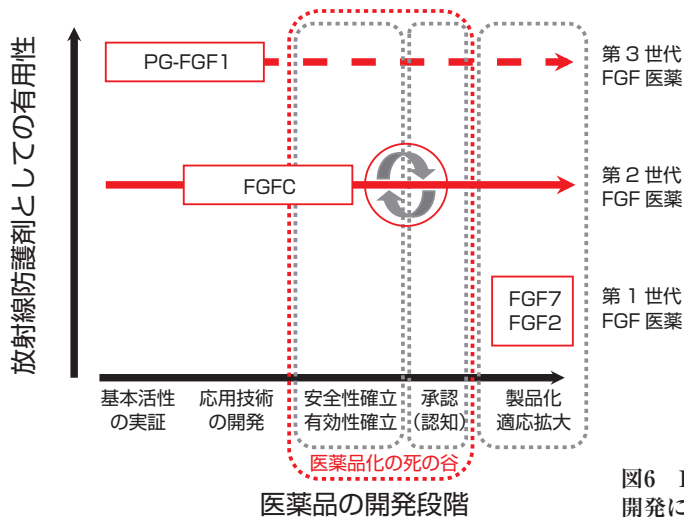 放射線防護剤としての有用性
PG-FGF1
第3世代
FGF 医薬
FGFC
第2世代
FGF 医薬
FGF7
FGF2
第1世代
FGF 医薬
基本活性
の実証
応用技術
の開発
安全性確立
有効性確立
承認
(認知)
製品化
適応拡大
医薬品化の死の谷
医薬品の開発段階
図6
開発に